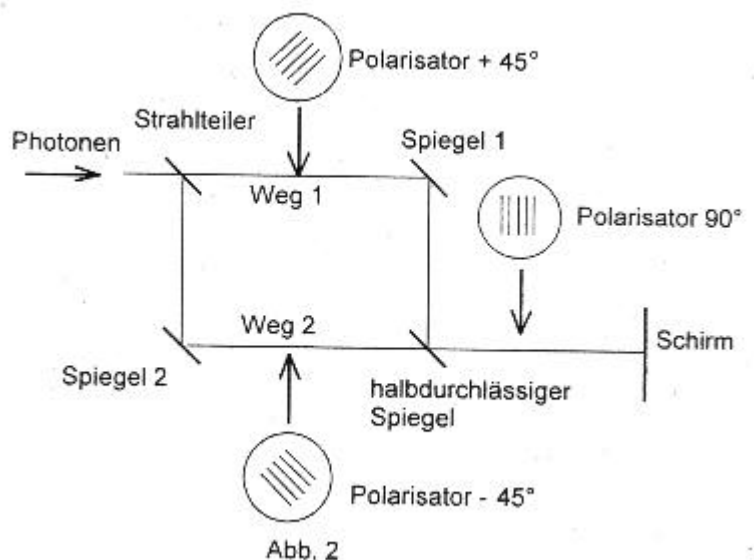 Polarisator + 45°
Strahlteiler
Photonen
Spiegel 1
Weg 1
Polarisator 90°
Weg 2
Schirm
Spiegel 2
halbdurchlässiger
Spiegel
Polarisator - 45°
Abb. 2